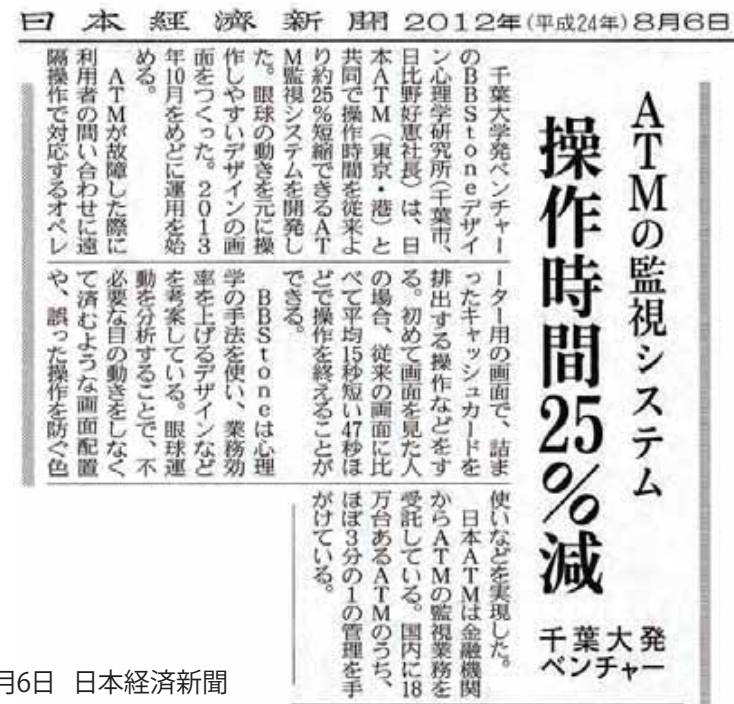 日本経済新聞 2012年(平成24年)8月6日
ATMの監視システム
操作時間25%減
千葉大発
ベンチャー
千葉大学発ベンチャー
のBBStoneデザイ
ン心理学研究所(千葉市、
日比野好恵社長)は、日
本ATM(東京・港)と
共同で操作時間を従来よ
り約25%短縮できるAT
M監視システムを開発し
た。眼球の動きを元に操
作しやすいデザインの画
面をつくった。2013
年10月をめどに運用を始
める。
ATMが故障した際に
利用者の問い合わせに遠
隔操作で対応するオペレ
ーター用の画面で、詰ま
ったキャッシュカードを
排出する操作などをす
る。初めて画面を見た人
の場合、従来の画面に比
べて平均15秒短い47秒ほ
どで操作を終えることが
できる。
BBStoneは心理
学の手法を使い、業務効
率を上げるデザインなど
を考案している。眼球運
動を分析することで、不
必要な目の動きをしなく
て済むような画面配置
や、誤った操作を防ぐ色
使いなどを実現した。
日本ATMは金融機関
からATMの監視業務を
受託している。国内に18
万台あるATMのうち、
ほぼ3分の1の管理を手
がけている。
月6日 日本経済新聞